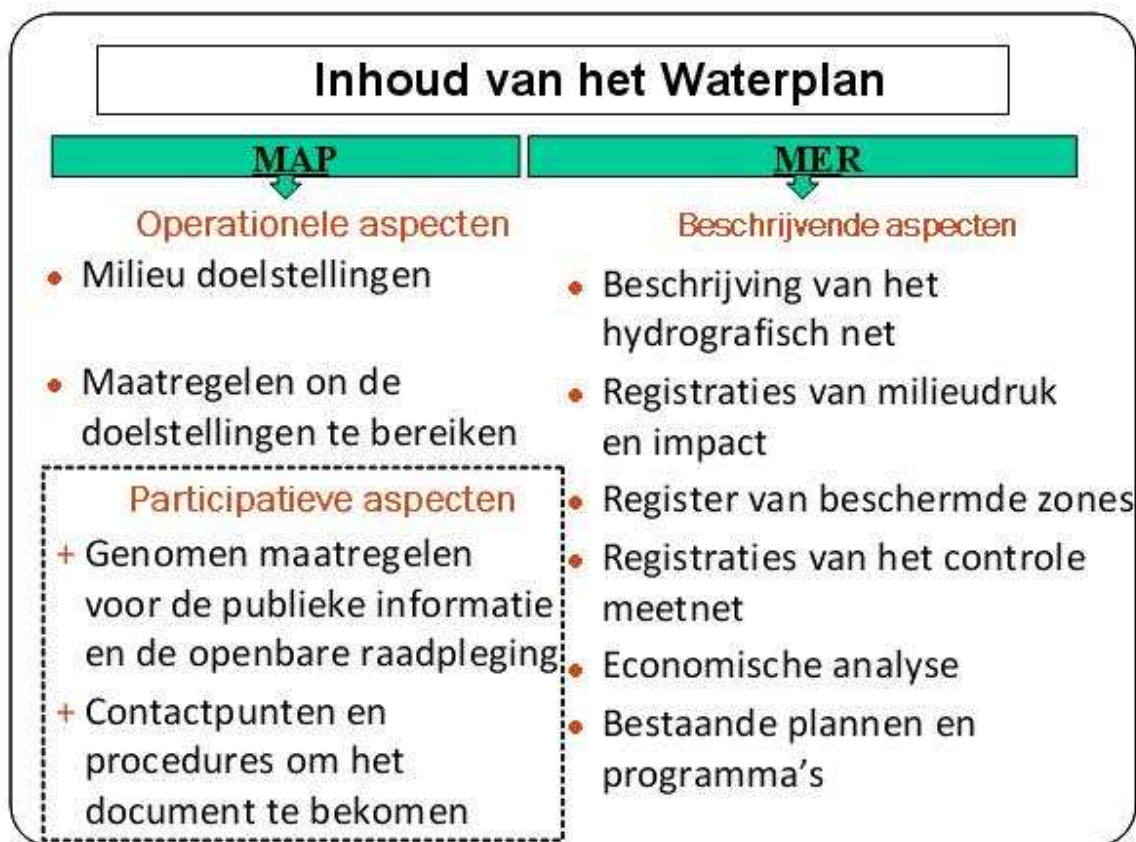 Inhoud van het Waterplan
MAP
Operationele aspecten
• Milieu doelstellingen
• Maatregelen on de
doelstellingen te bereiken
Participatieve aspecten
+ Genomen maatregelen
voor de publieke informatie
en de openbare raadpleging
+ Contactpunten en
procedures om het
document te bekomen
MER
Beschrijvende aspecten
• Beschrijving van het
hydrografisch net
• Registraties van milieudruk
en impact
• Register van beschermde zones
• Registraties van het controle
meetnet
• Economische analyse
• Bestaande plannen en
programma's